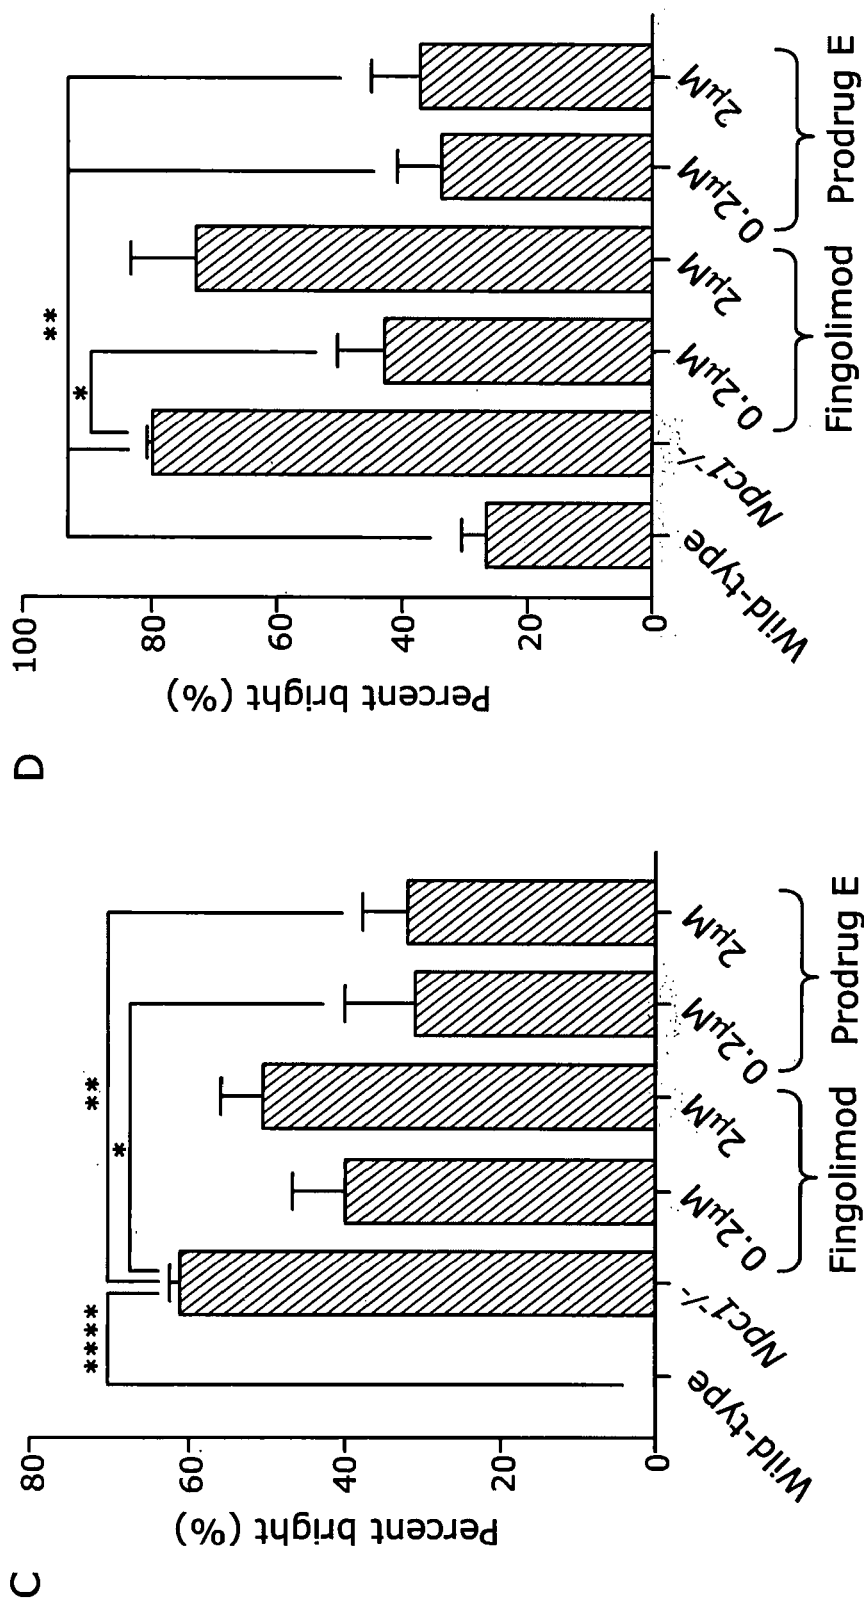 C
Percent bright (%)
80
60
40
20
0
****
*
**
Wild-type
Npc1⁻/⁻
0.2µM
2µM
0.2µM
2µM
Fingolimod
Prodrug E
D
Percent bright (%)
100
80
60
40
20
0
*
**
Wild-type
Npc1⁻/⁻
0.2µM
2µM
0.2µM
2µM
Fingolimod
Prodrug E